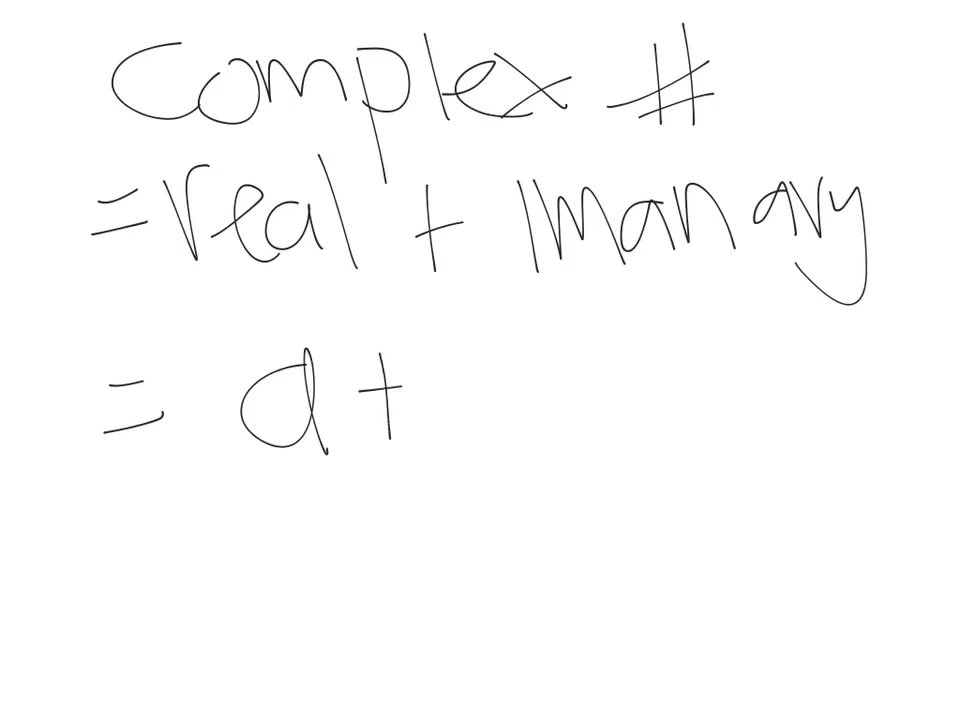 Complex #
= real + imanary
= a +